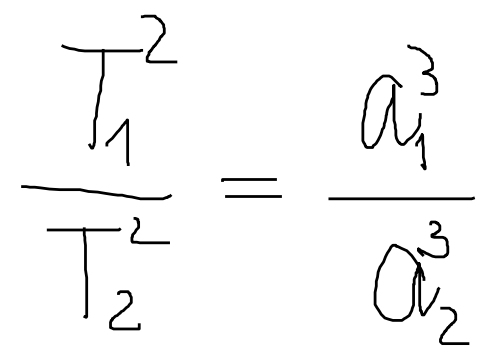 T₁² / T₂² = a₁³ / a₂³